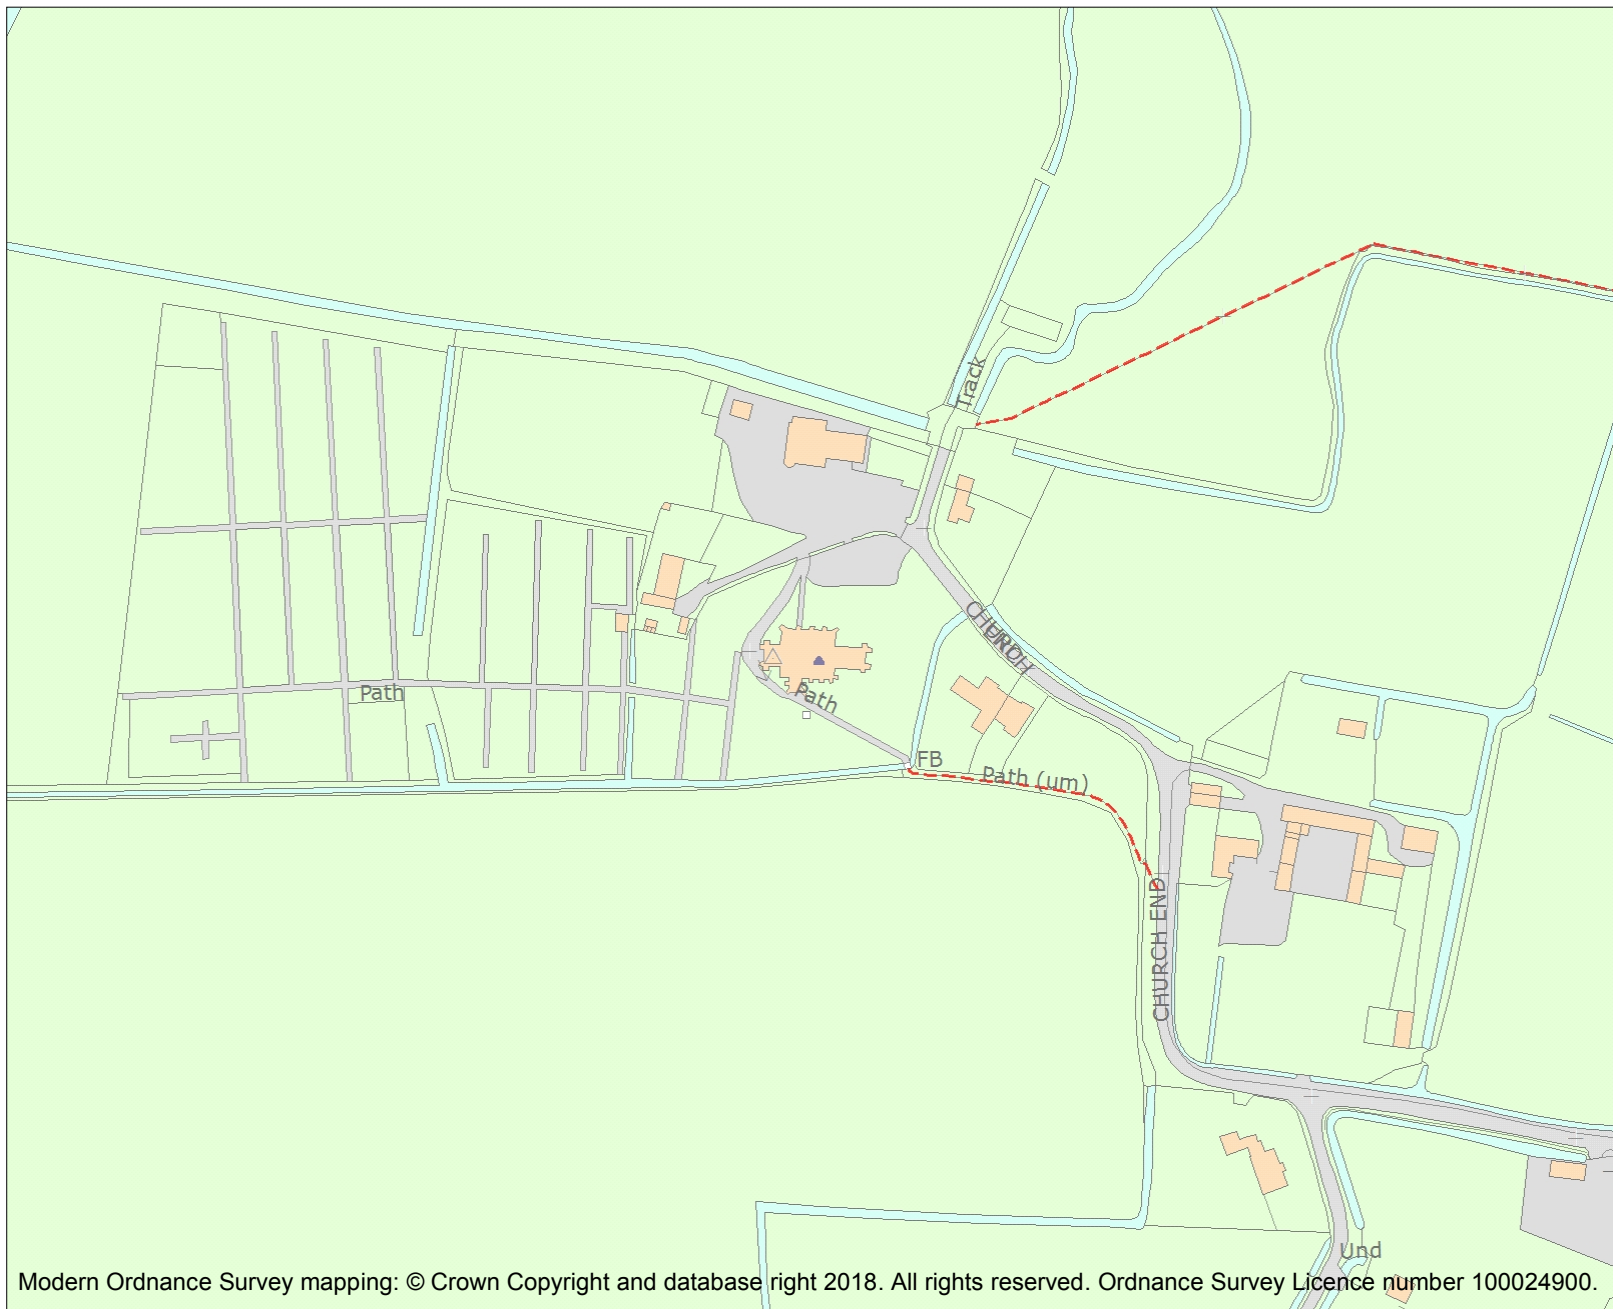 Track
CHURCH
END
Path
Path
FB
Path (um)
CHURCH END
Und
Modern Ordnance Survey mapping: © Crown Copyright and database right 2018. All rights reserved. Ordnance Survey Licence number 100024900.